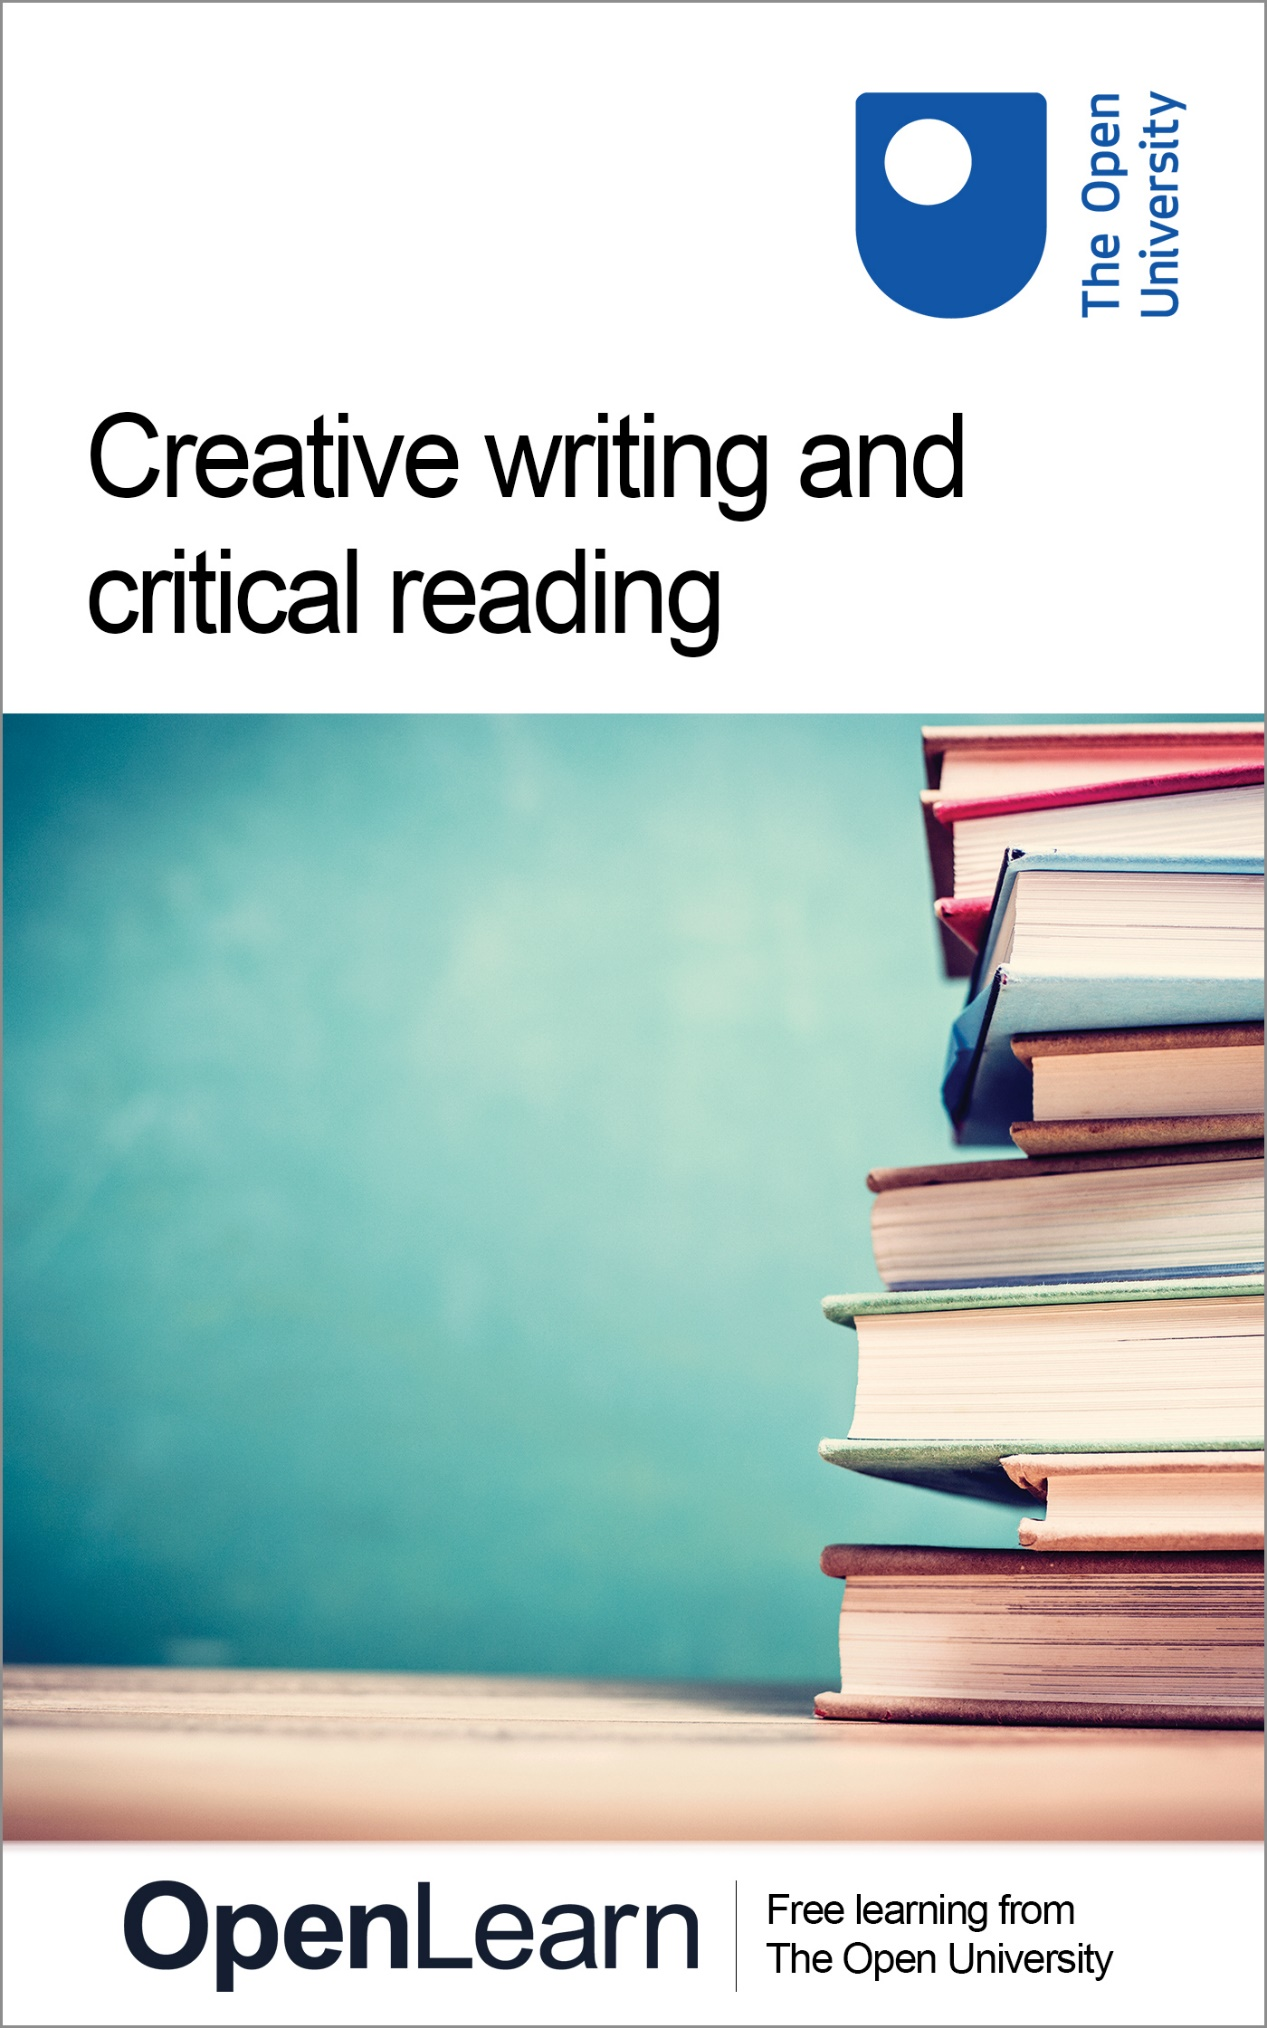 The Open
University
Creative writing and
critical reading
OpenLearn
Free learning from
The Open University